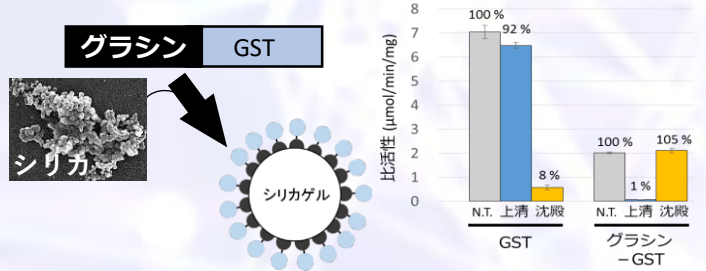 グラシン GST
シリカ
シリカゲル
比活性 (μmol/min/mg)
8
7
6
5
4
3
2
1
0
100 %
92 %
8 %
100 %
1 %
105 %
N.T. 上清 沈殿 N.T. 上清 沈殿
GST
グラシン
－GST